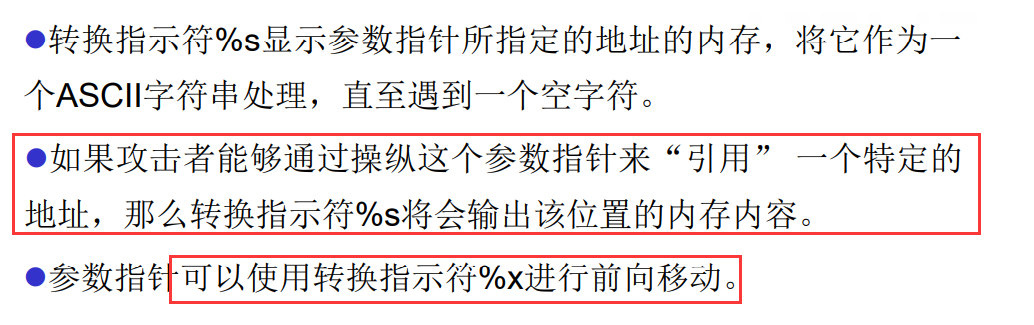 ●转换指示符%s显示参数指针所指定的地址的内存，将它作为一
个ASCII字符串处理，直至遇到一个空字符。
●如果攻击者能够通过操纵这个参数指针来“引用” 一个特定的
地址，那么转换指示符%s将会输出该位置的内存内容。
●参数指针可以使用转换指示符%x进行前向移动。